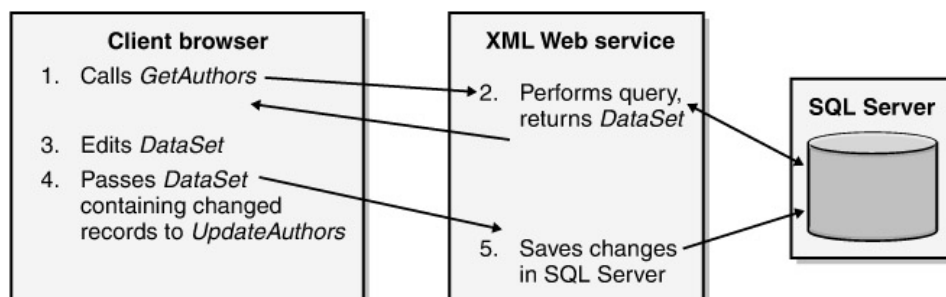 Client browser
1. Calls GetAuthors
3. Edits DataSet
4. Passes DataSet
containing changed
records to UpdateAuthors
XML Web service
2. Performs query,
returns DataSet
5. Saves changes
in SQL Server
SQL Server